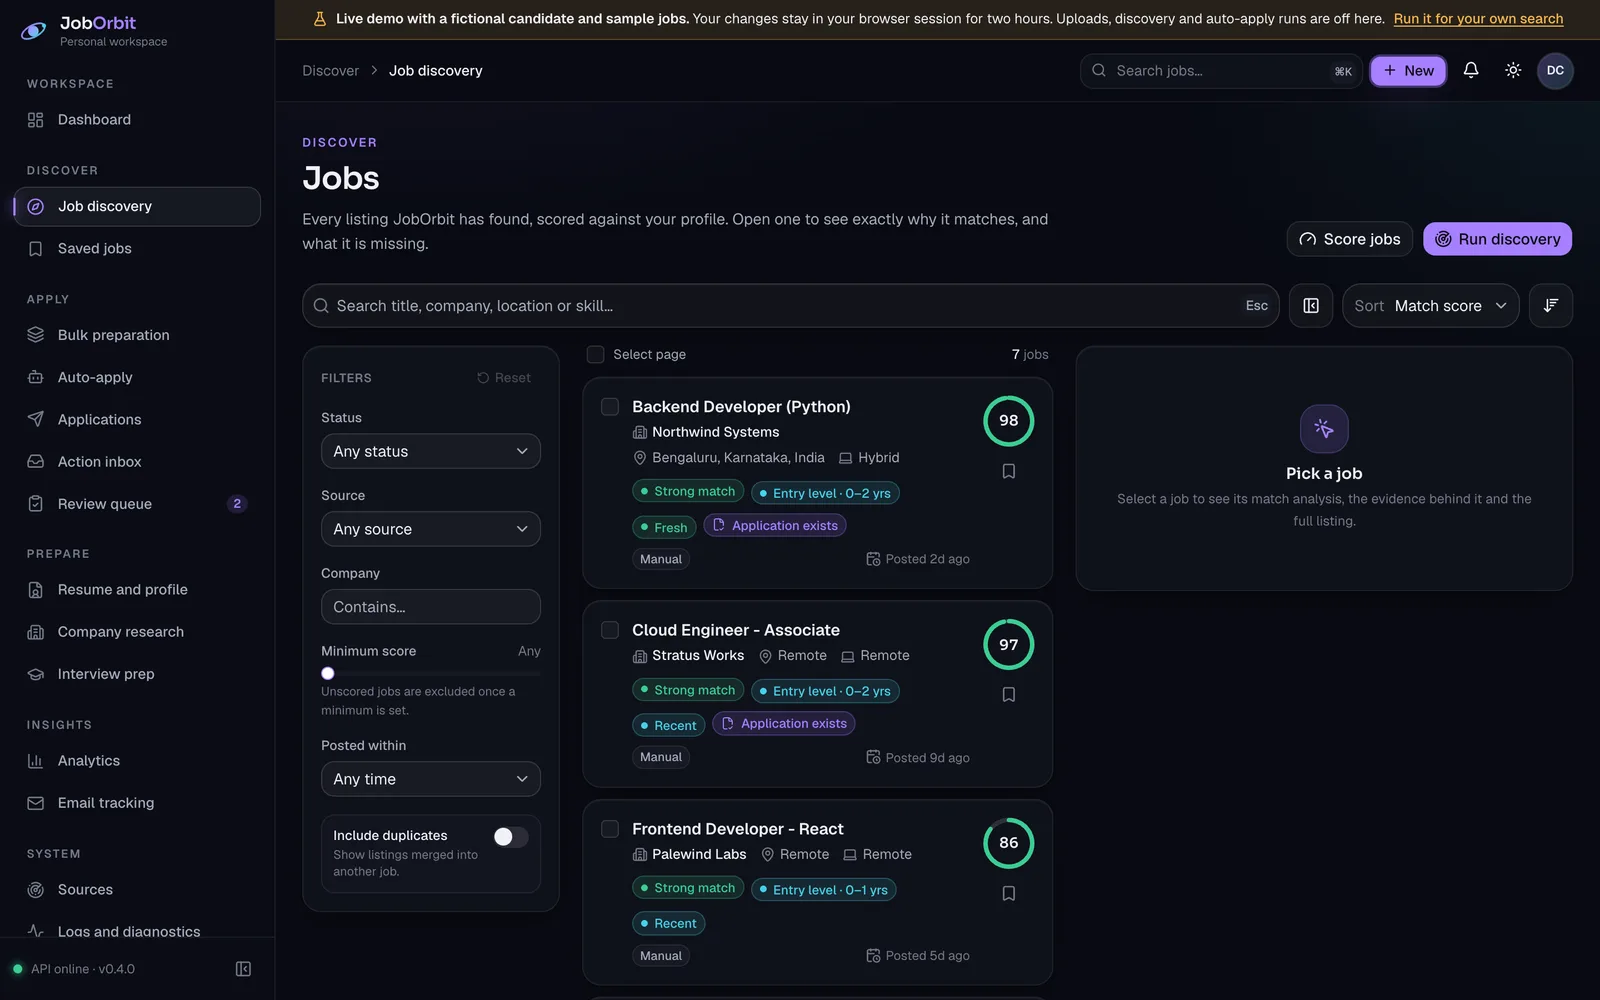 JobOrbit
Personal workspace
WORKSPACE
Dashboard
DISCOVER
Job discovery
Saved jobs
APPLY
Bulk preparation
Auto-apply
Applications
Action inbox
Review queue 2
PREPARE
Resume and profile
Company research
Interview prep
INSIGHTS
Analytics
Email tracking
SYSTEM
Sources
Logs and diagnostics
API online · v0.4.0
Live demo with a fictional candidate and sample jobs. Your changes stay in your browser session for two hours. Uploads, discovery and auto-apply runs are off here. Run it for your own search
Discover > Job discovery
Search jobs... ⌘K
+ New
DC
DISCOVER
Jobs
Every listing JobOrbit has found, scored against your profile. Open one to see exactly why it matches, and
what it is missing.
Score jobs
Run discovery
Search title, company, location or skill... Esc
Sort Match score
FILTERS Reset
Status
Any status
Source
Any source
Company
Contains...
Minimum score Any
Unscored jobs are excluded once a
minimum is set.
Posted within
Any time
Include duplicates
Show listings merged into
another job.
Select page 7 jobs
Backend Developer (Python) 98
Northwind Systems
Bengaluru, Karnataka, India Hybrid
Strong match Entry level · 0–2 yrs
Fresh Application exists
Manual Posted 2d ago
Cloud Engineer - Associate 97
Stratus Works Remote Remote
Strong match Entry level · 0–2 yrs
Recent Application exists
Manual Posted 9d ago
Frontend Developer - React 86
Palewind Labs Remote Remote
Strong match Entry level · 0–1 yrs
Recent
Manual Posted 5d ago
Pick a job
Select a job to see its match analysis, the evidence behind it and the
full listing.